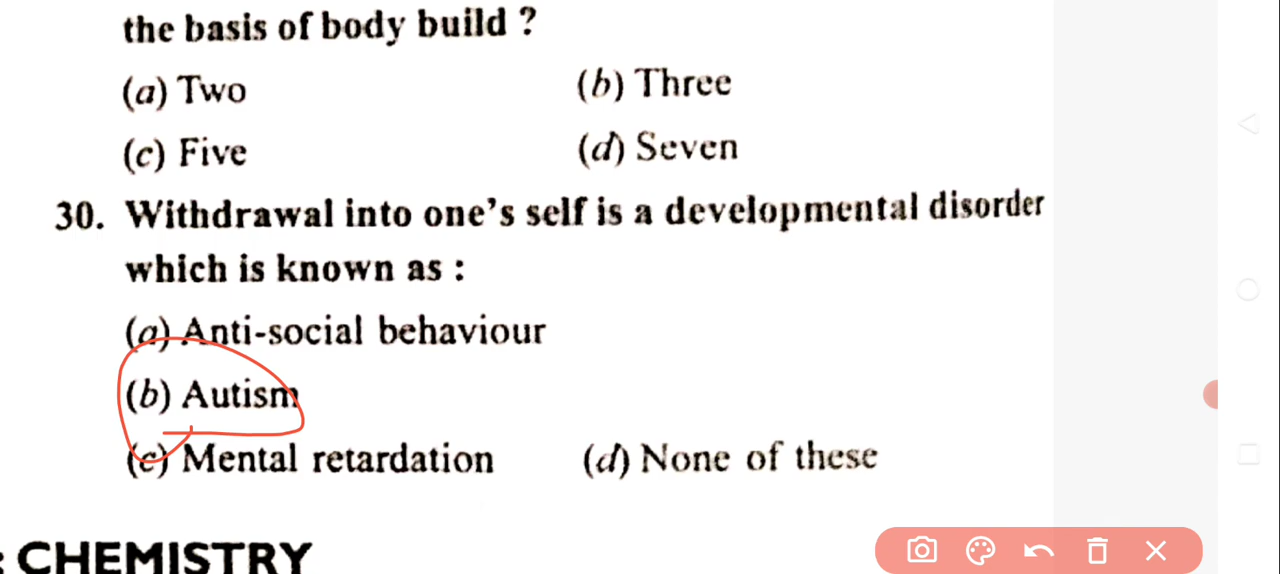 the basis of body build ?
(a) Two (b) Three
(c) Five (d) Seven
30. Withdrawal into one's self is a developmental disorder
which is known as :
(a) Anti-social behaviour
(b) Autism
(c) Mental retardation (d) None of these
: CHEMISTRY